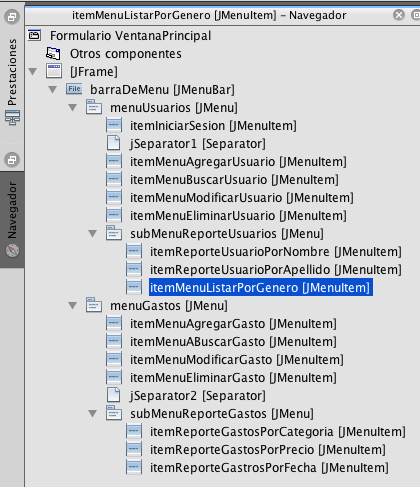 itemMenuListarPorGenero [JMenuItem] – Navegador
Formulario VentanaPrincipal
Otros componentes
[JFrame]
File
barraDeMenu [JMenuBar]
menuUsuarios [JMenu]
itemIniciarSesion [JMenuItem]
jSeparator1 [Separator]
itemMenuAgregarUsuario [JMenuItem]
itemMenuBuscarUsuario [JMenuItem]
itemMenuModificarUsuario [JMenuItem]
itemMenuEliminarUsuario [JMenuItem]
subMenuReporteUsuarios [JMenu]
itemReporteUsuarioPorNombre [JMenuItem]
itemReporteUsuarioPorApellido [JMenuItem]
itemMenuListarPorGenero [JMenuItem]
menuGastos [JMenu]
itemMenuAgregarGasto [JMenuItem]
itemMenuABuscarGasto [JMenuItem]
itemMenuModificarGasto [JMenuItem]
itemMenuEliminarGasto [JMenuItem]
jSeparator2 [Separator]
subMenuReporteGastos [JMenu]
itemReporteGastosPorCategoria [JMenuItem]
itemReporteGastosPorPrecio [JMenuItem]
itemReporteGastrosPorFecha [JMenuItem]
Prestaciones
Navegador